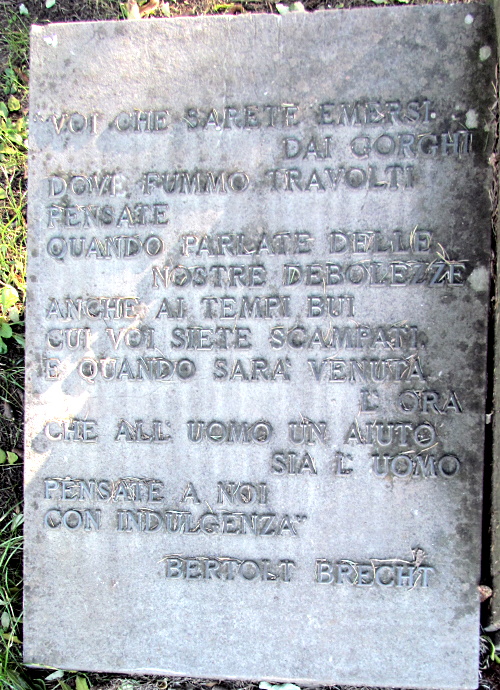 "VOI CHE SARETE EMERSI
DAI GORGHI
DOVE FUMMO TRAVOLTI
PENSATE
QUANDO PARLATE DELLE
NOSTRE DEBOLEZZE
ANCHE AI TEMPI BUI
CUI VOI SIETE SCAMPATI.
E QUANDO SARA' VENUTA
L' ORA
CHE ALL' UOMO UN AIUTO
SIA L' UOMO
PENSATE A NOI
CON INDULGENZA"
BERTOLT BRECHT